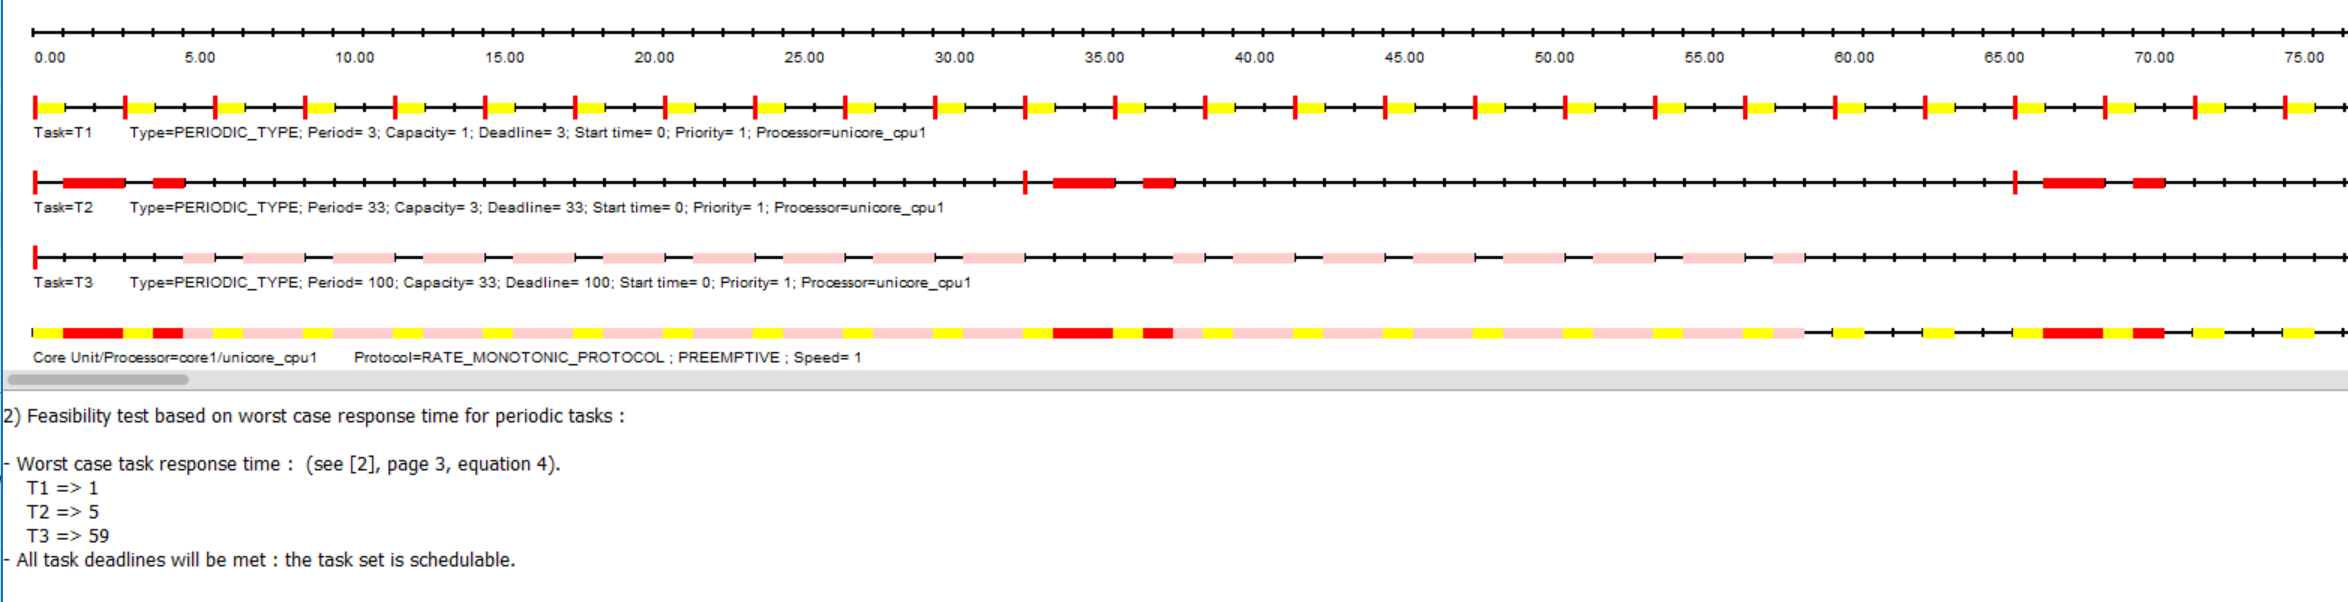 0.00 5.00 10.00 15.00 20.00 25.00 30.00 35.00 40.00 45.00 50.00 55.00 60.00 65.00 70.00 75.00
Task=T1 Type=PERIODIC_TYPE; Period= 3; Capacity= 1; Deadline= 3; Start time= 0; Priority= 1; Processor=unicore_cpu1
Task=T2 Type=PERIODIC_TYPE; Period= 33; Capacity= 3; Deadline= 33; Start time= 0; Priority= 1; Processor=unicore_cpu1
Task=T3 Type=PERIODIC_TYPE; Period= 100; Capacity= 33; Deadline= 100; Start time= 0; Priority= 1; Processor=unicore_cpu1
Core Unit/Processor=core1/unicore_cpu1 Protocol=RATE_MONOTONIC_PROTOCOL ; PREEMPTIVE ; Speed= 1
2) Feasibility test based on worst case response time for periodic tasks :
- Worst case task response time : (see [2], page 3, equation 4).
T1 => 1
T2 => 5
T3 => 59
- All task deadlines will be met : the task set is schedulable.